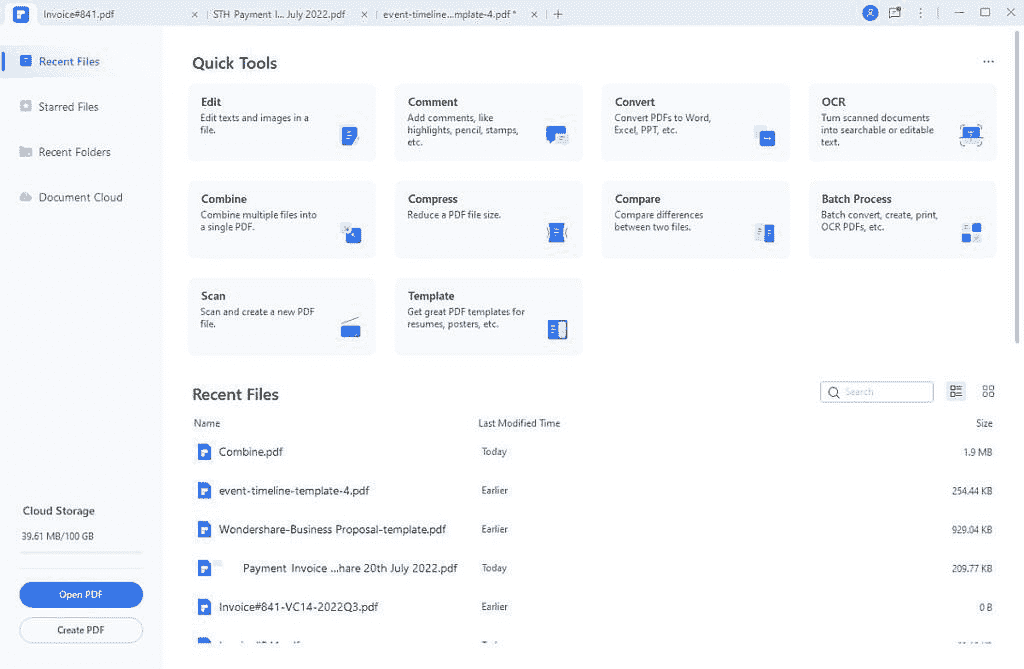 Invoice#841.pdf
STH Payment I... July 2022.pdf
event-timeline...mplate-4.pdf *
Recent Files
Starred Files
Recent Folders
Document Cloud
Cloud Storage
39.61 MB/100 GB
Open PDF
Create PDF
Quick Tools
Edit
Edit texts and images in a
file.
Comment
Add comments, like
highlights, pencil, stamps,
etc.
Convert
Convert PDFs to Word,
Excel, PPT, etc.
OCR
Turn scanned documents
into searchable or editable
text.
Combine
Combine multiple files into
a single PDF.
Compress
Reduce a PDF file size.
Compare
Compare differences
between two files.
Batch Process
Batch convert, create, print,
OCR PDFs, etc.
Scan
Scan and create a new PDF
file.
Template
Get great PDF templates for
resumes, posters, etc.
Recent Files
Search
Name Last Modified Time Size
Combine.pdf Today 1.9 MB
event-timeline-template-4.pdf Earlier 254.44 KB
Wondershare-Business Proposal-template.pdf Earlier 929.04 KB
Payment Invoice ...hare 20th July 2022.pdf Today 209.77 KB
Invoice#841-VC14-2022Q3.pdf Earlier 0 B